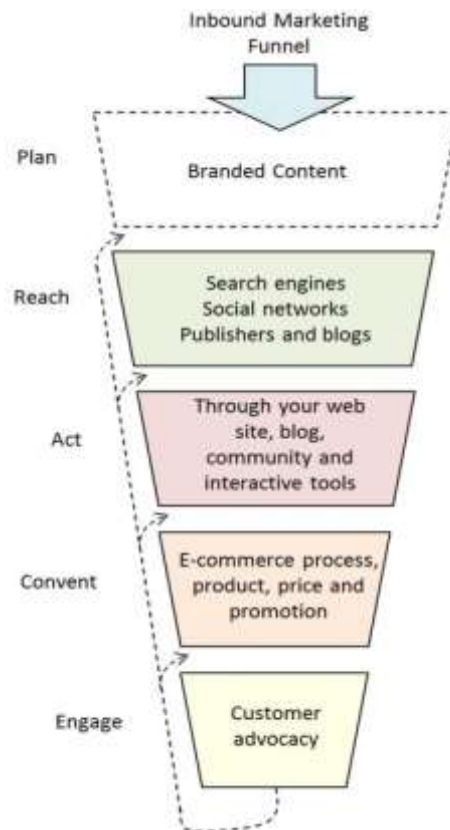 Inbound Marketing
Funnel
Plan
Branded Content
Reach
Search engines
Social networks
Publishers and blogs
Act
Through your web
site, blog,
community and
interactive tools
Convent
E-commerce process,
product, price and
promotion
Engage
Customer
advocacy